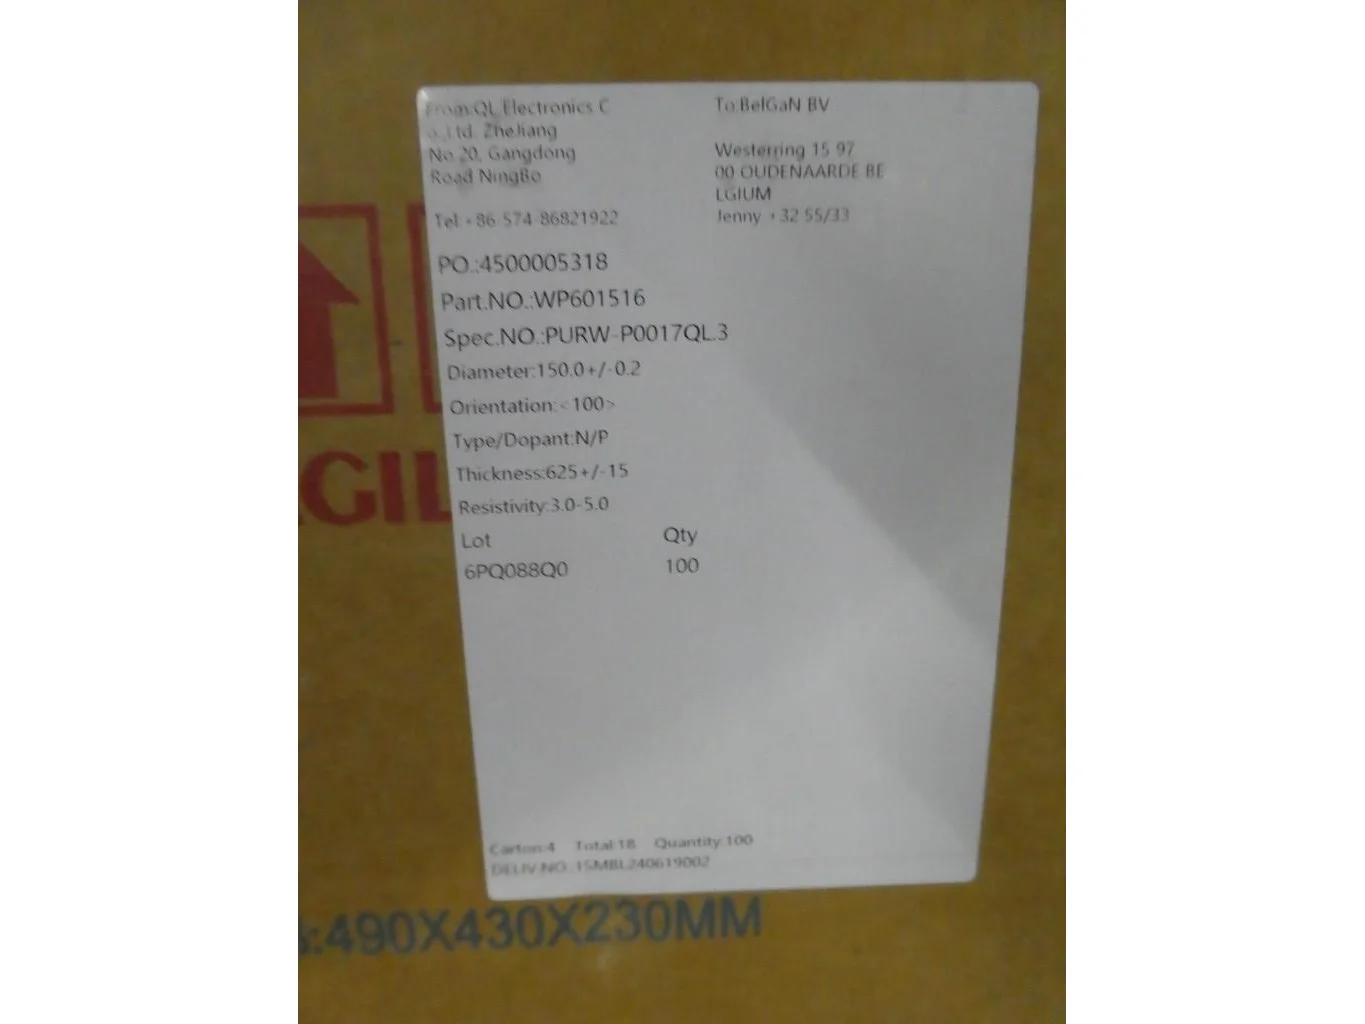 From:QL Electronics C
o.,Ltd. ZheJiang
No.20, Gangdong
Road NingBo
Tel:+86-574-86821922
To:BelGaN BV
Westerring 15 97
00 OUDENAARDE BE
LGIUM
Jenny +32 55/33
PO.:4500005318
Part.NO.:WP601516
Spec.NO.:PURW-P0017QL.3
Diameter:150.0+/-0.2
Orientation:<100>
Type/Dopant:N/P
Thickness:625+/-15
Resistivity:3.0-5.0
Lot Qty
6PQ088Q0 100
Carton:4 Total:18 Quantity:100
DELIV.NO.:15MBL240619002
GIL
:490X430X230MM